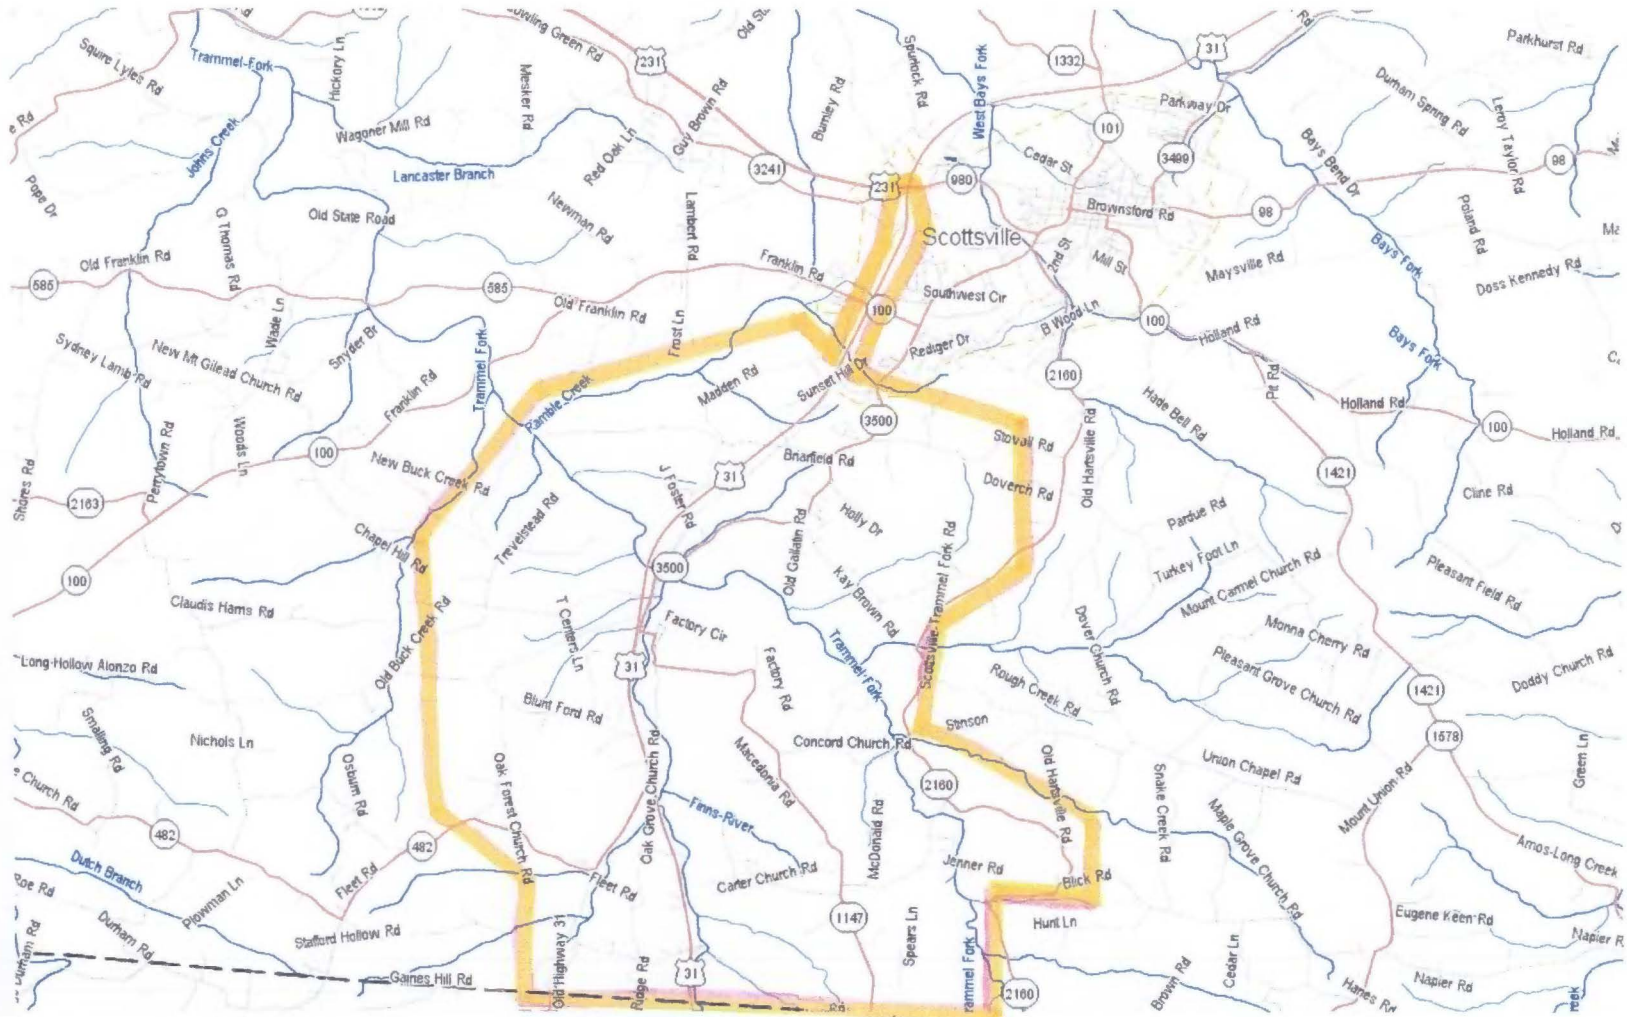 Trammel-Fork
Squire Lyles Rd
Hickory Ln
Bowling Green Rd
231
Mesker Rd
Guy Brown Rd
Burnley Rd
Spurlock Rd
West Bays Fork
1332
31
Rd
Parkhurst Rd
Durham Spring Rd
Leroy Taylor Rd
Parkway Dr
101
3499
98
Bays Bend Dr
e Rd
Johns Creek
Wagoner Mill Rd
Lancaster Branch
Red Oak Ln
3241
231
980
Cedar St
Brownsford Rd
98
Poland Rd
Pope Dr
G Thomas Rd
Old State Road
Newman Rd
Lambert Rd
Scottsville
2nd St
Mill St
Maysville Rd
Bays Fork
Doss Kennedy Rd
Old Franklin Rd
585
585
Old Franklin Rd
Franklin Rd
100
Southwest Cir
Rediger Dr
B Wood Ln
100
Holland Rd
Bays Fork
Wade Ln
Snyder Br
Trammel Fork
Frost Ln
Sydney Lamb Rd
New Mt Gilead Church Rd
Franklin Rd
Ramble Creek
Madden Rd
Sunset Hill Dr
2160
Pit Rd
Holland Rd
100
Holland Rd
3500
Stovall Rd
Old Hartsville Rd
Hade Bell Rd
Woods Ln
100
New Buck Creek Rd
31
Briarfield Rd
1421
Cline Rd
Shores Rd
2163
Perrytown Rd
J Foster Rd
Doverch Rd
Pardue Rd
Trevelstead Rd
Holly Dr
Old Gallatin Rd
Scottsville-Trammel Fork Rd
Chapel Hill Rd
3500
Turkey Foot Ln
Mount Carmel Church Rd
Pleasant Field Rd
100
Claudis Harris Rd
Old Buck Creek Rd
T Centers Ln
Factory Cir
Kay Brown Rd
Dover Church Rd
Monna Cherry Rd
Long-Hollow Alonzo Rd
31
Factory Rd
Trammel-Fork
Rough Creek Rd
Pleasant Grove Church Rd
1421
Doddy Church Rd
Blunt Ford Rd
Smalling Rd
Nichols Ln
Stinson
Concord Church Rd
1578
Green Ln
Osburn Rd
Oak Forest Church Rd
Oak Grove Church Rd
Macedonia Rd
2160
Old Hartsville Rd
Union Chapel Rd
Mount Union-Rd
e Church Rd
482
482
Finns-River
McDonald Rd
Snake Creek Rd
Maple Grove Church Rd
Amos-Long Creek
Dutch Branch
Fleet Rd
Fleet Rd
Carter Church Rd
Jenner Rd
Blick Rd
Roe Rd
Plowman Ln
1147
Hunt Ln
Eugene Keen Rd
Durham Rd
Stafford Hollow Rd
Old Highway 31
Spears Ln
Cedar Ln
Gaines Hill Rd
Ridge Rd
31
rammel Fork
2160
Brown Rd
Hanes Rd
Napier Rd
Napier R
reek